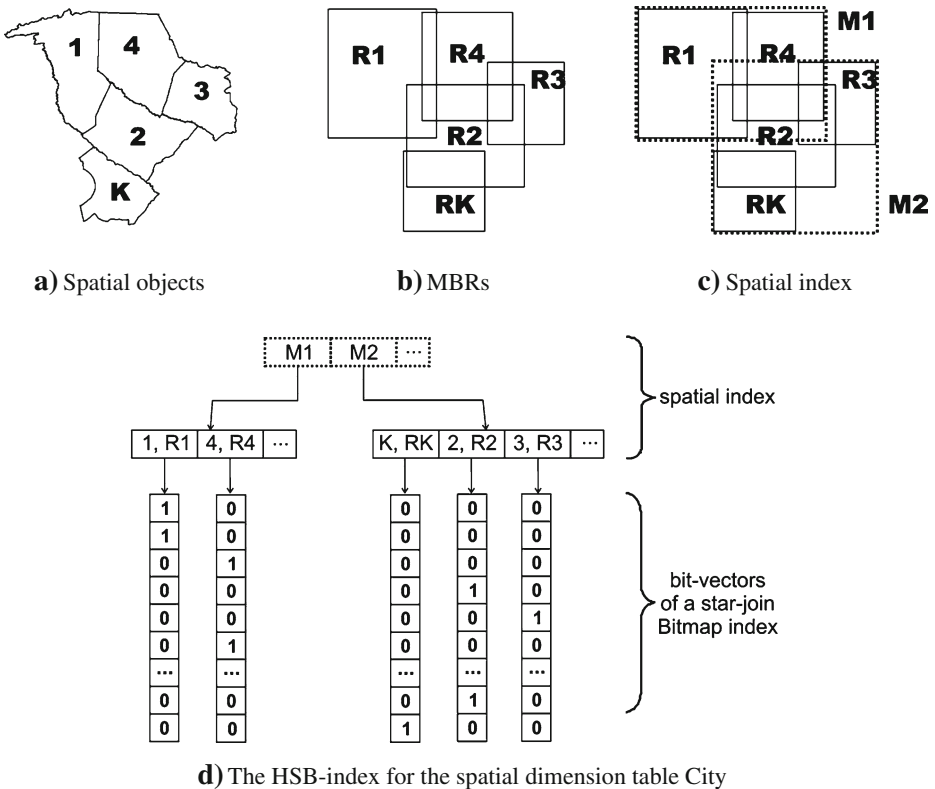 1
4
3
2
K
R1
R4
R3
R2
RK
M1
R1
R4
R3
R2
RK
M2
a) Spatial objects
b) MBRs
c) Spatial index
M1 M2 ...
spatial index
1, R1 4, R4 ...
K, RK 2, R2 3, R3 ...
1 0 0 0 0
1 0 0 0 0
0 1 0 0 0
0 0 0 1 0
0 0 0 0 1
0 1 0 0 0
... ... ... ... ...
0 0 0 1 0
0 0 1 0 0
bit-vectors
of a star-join
Bitmap index
d) The HSB-index for the spatial dimension table City